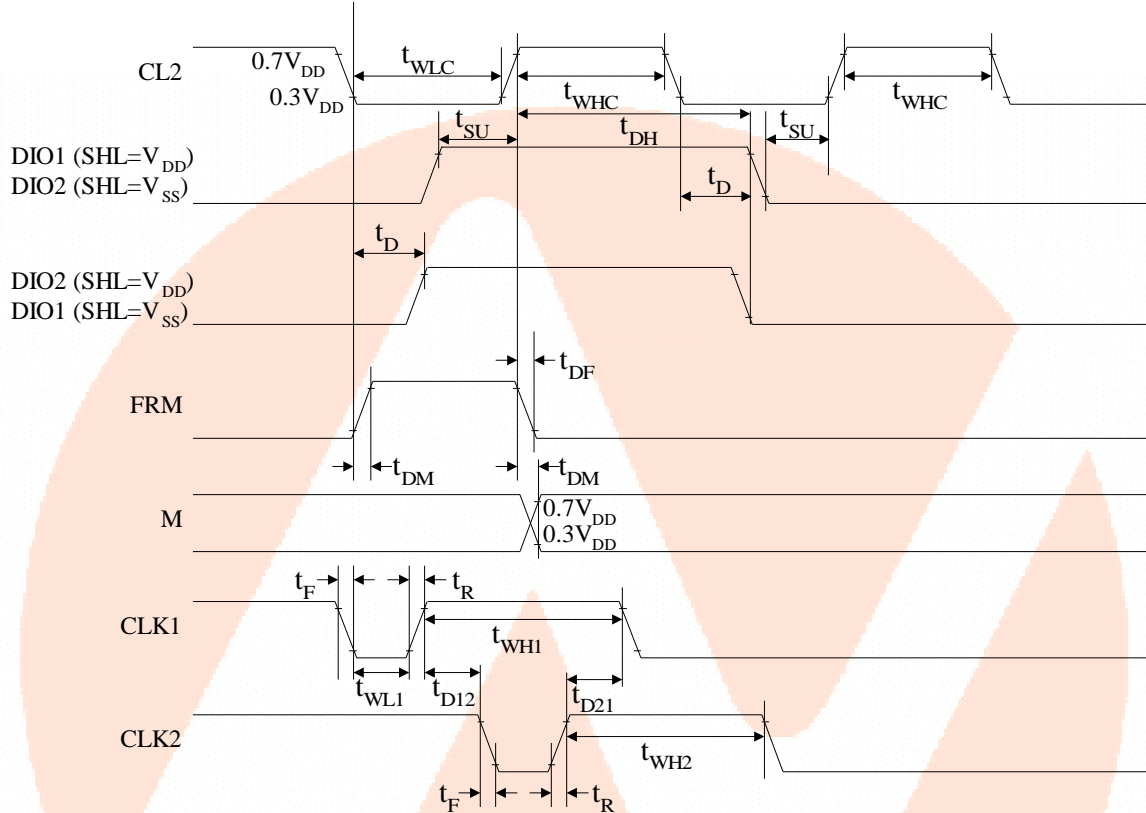 CL2
0.7VDD
0.3VDD
tWLC
tWHC
tWHC
tSU
tDH
tSU
DIO1 (SHL=VDD)
DIO2 (SHL=VSS)
tD
tD
DIO2 (SHL=VDD)
DIO1 (SHL=VSS)
tDF
FRM
tDM
tDM
M
0.7VDD
0.3VDD
tF
tR
CLK1
tWH1
tWL1
tD12
tD21
CLK2
tWH2
tF
tR